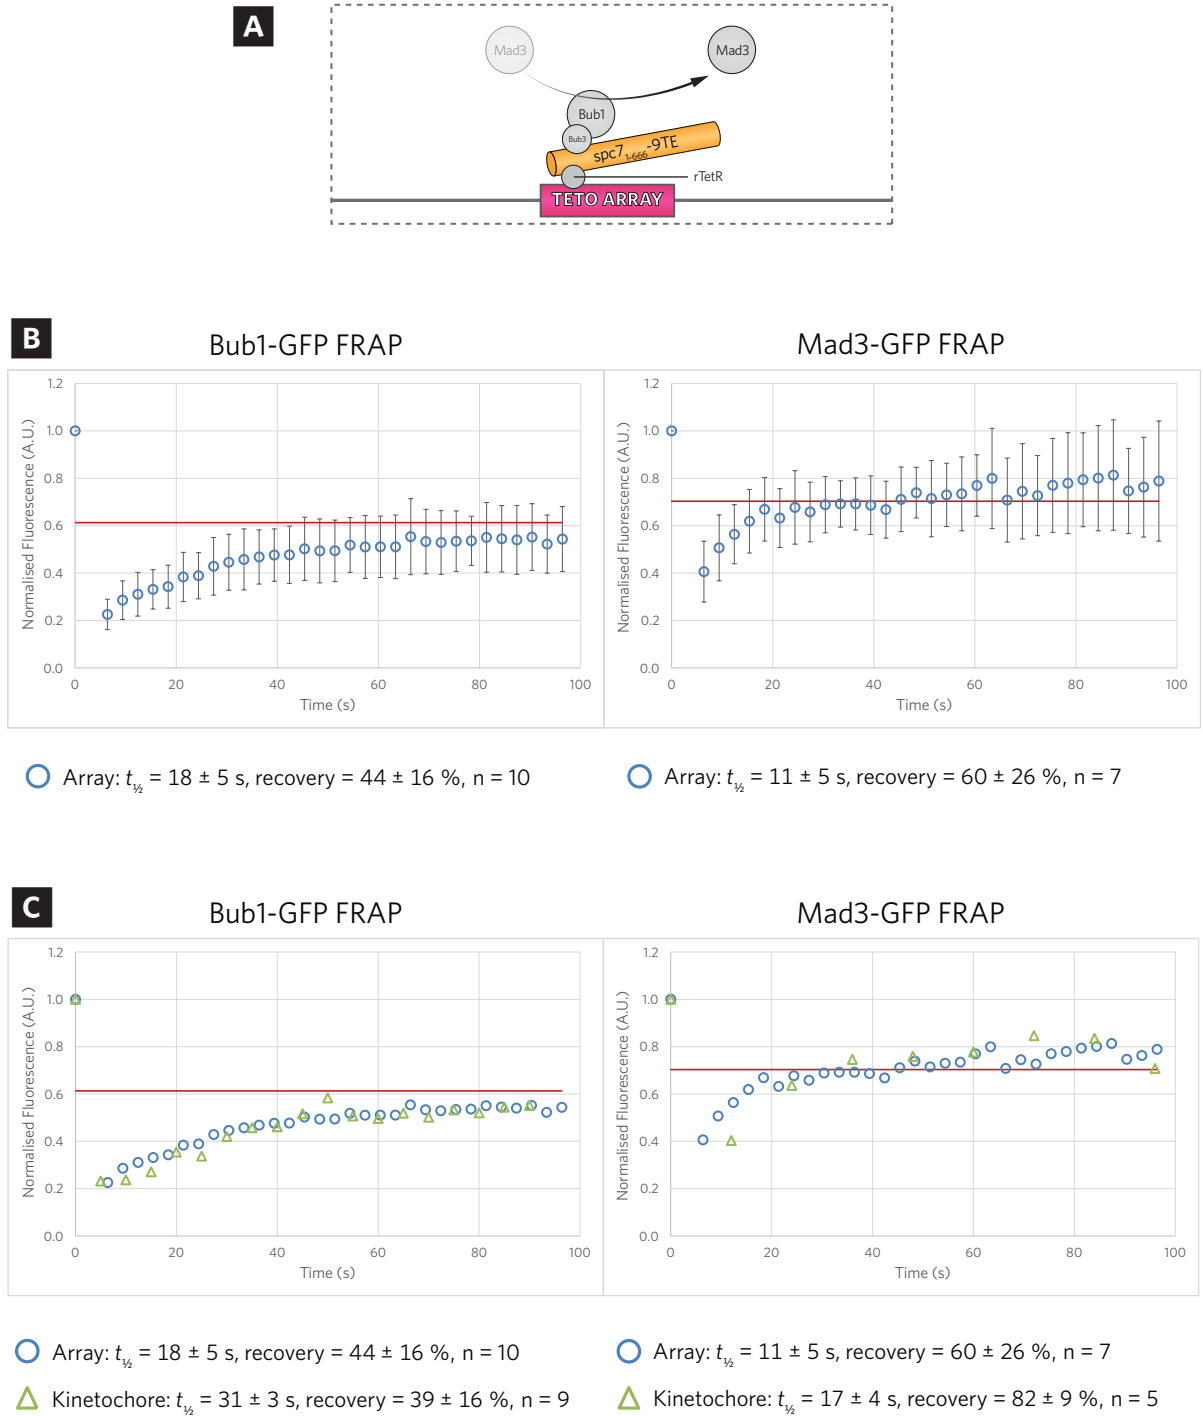 A
Mad3
Mad3
Bub1
Bub3
spc7₁₋₆₆₆-9TE
rTetR
TETO ARRAY
B
Bub1-GFP FRAP
Mad3-GFP FRAP
Normalised Fluorescence (A.U.)
1.2
1.0
0.8
0.6
0.4
0.2
0.0
0 20 40 60 80 100
Time (s)
Normalised Fluorescence (A.U.)
1.2
1.0
0.8
0.6
0.4
0.2
0.0
0 20 40 60 80 100
Time (s)
Array: t½ = 18 ± 5 s, recovery = 44 ± 16 %, n = 10
Array: t½ = 11 ± 5 s, recovery = 60 ± 26 %, n = 7
C
Bub1-GFP FRAP
Mad3-GFP FRAP
Normalised Fluorescence (A.U.)
1.2
1.0
0.8
0.6
0.4
0.2
0.0
0 20 40 60 80 100
Time (s)
Normalised Fluorescence (A.U.)
1.2
1.0
0.8
0.6
0.4
0.2
0.0
0 20 40 60 80 100
Time (s)
Array: t½ = 18 ± 5 s, recovery = 44 ± 16 %, n = 10
Kinetochore: t½ = 31 ± 3 s, recovery = 39 ± 16 %, n = 9
Array: t½ = 11 ± 5 s, recovery = 60 ± 26 %, n = 7
Kinetochore: t½ = 17 ± 4 s, recovery = 82 ± 9 %, n = 5